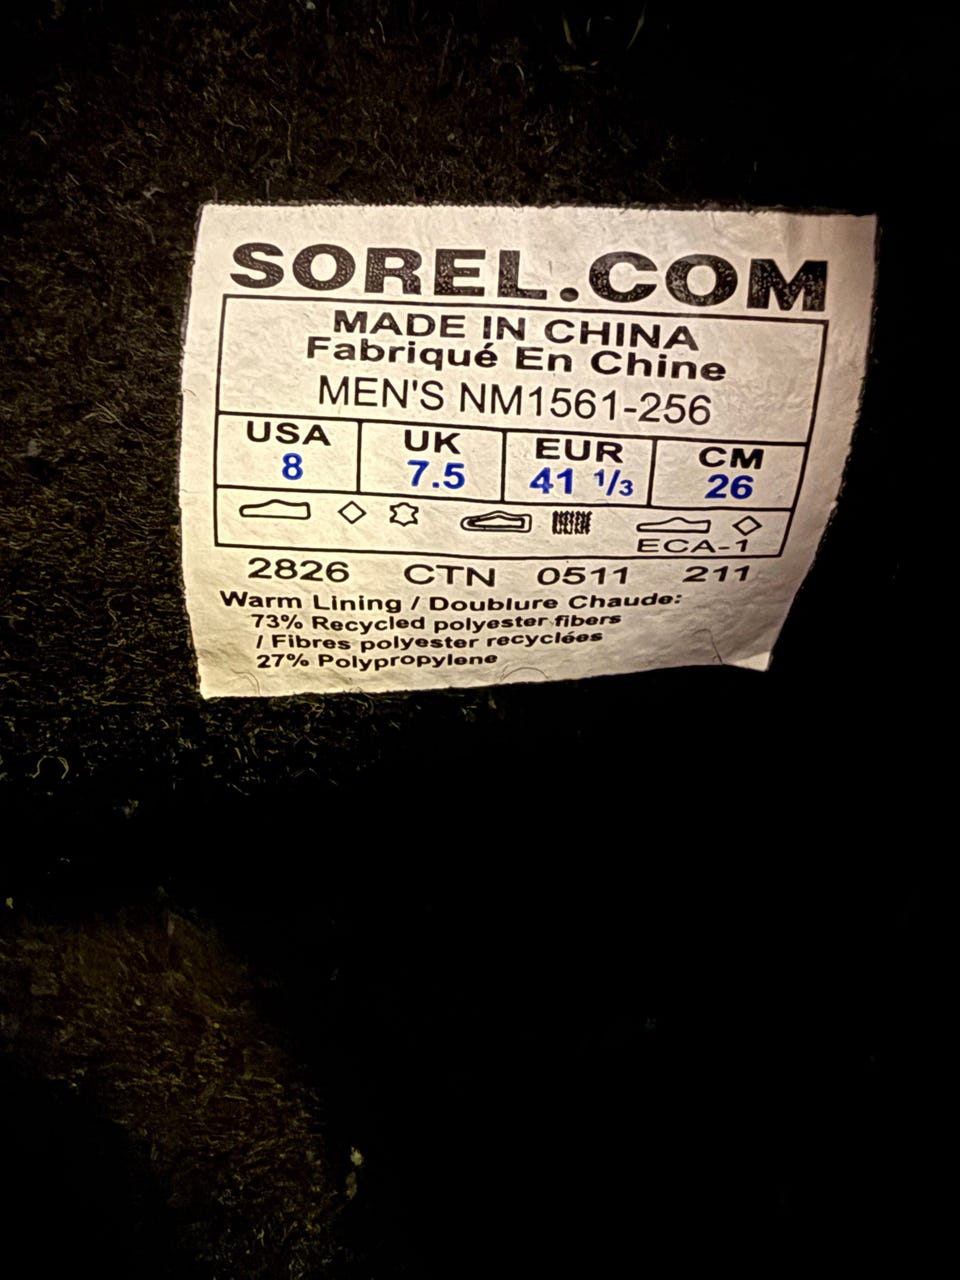 SOREL.COM
MADE IN CHINA
Fabriqué En Chine
MEN'S NM1561-256
USA UK EUR CM
8 7.5 41 1/3 26
ECA-1
2826 CTN 0511 211
Warm Lining / Doublure Chaude:
73% Recycled polyester fibers
/ Fibres polyester recyclées
27% Polypropylene